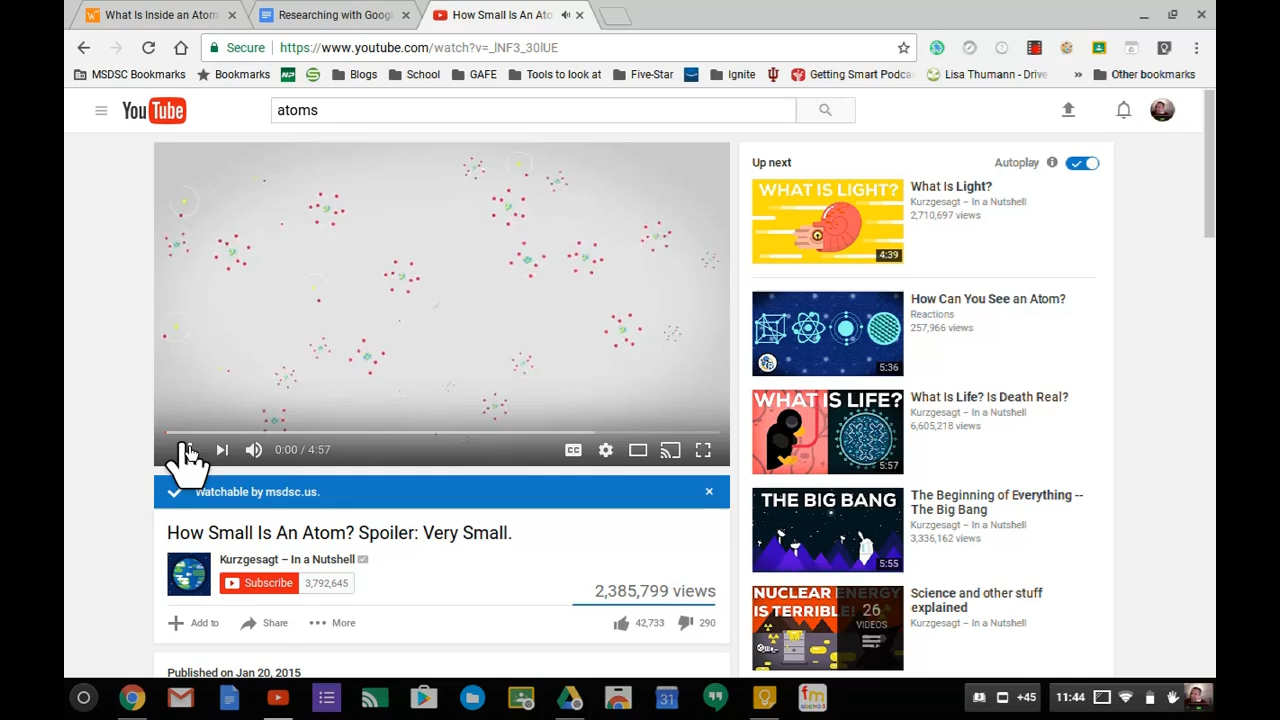 What Is Inside an Atom
Researching with Googl
How Small Is An Ato
Secure
https://www.youtube.com/watch?v=_lNF3_30lUE
MSDSC Bookmarks
Bookmarks
NP
Blogs
School
GAFE
Tools to look at
Five-Star
Ignite
Getting Smart Podca
Lisa Thumann - Drive
»
Other bookmarks
YouTube
atoms
Up next
Autoplay
WHAT IS LIGHT?
4:39
What Is Light?
Kurzgesagt – In a Nutshell
2,710,697 views
5:36
How Can You See an Atom?
Reactions
257,966 views
WHAT IS LIFE?
5:57
What Is Life? Is Death Real?
Kurzgesagt – In a Nutshell
6,605,218 views
THE BIG BANG
5:55
The Beginning of Everything --
The Big Bang
Kurzgesagt – In a Nutshell
3,336,162 views
NUCLEAR ENERGY
IS TERRIBLE!
26
VIDEOS
Science and other stuff
explained
Kurzgesagt – In a Nutshell
0:00 / 4:57
CC
Watchable by msdsc.us.
How Small Is An Atom? Spoiler: Very Small.
Kurzgesagt – In a Nutshell
Subscribe
3,792,645
2,385,799 views
Add to
Share
More
42,733
290
Published on Jan 20, 2015
31
fm
+45
11:44